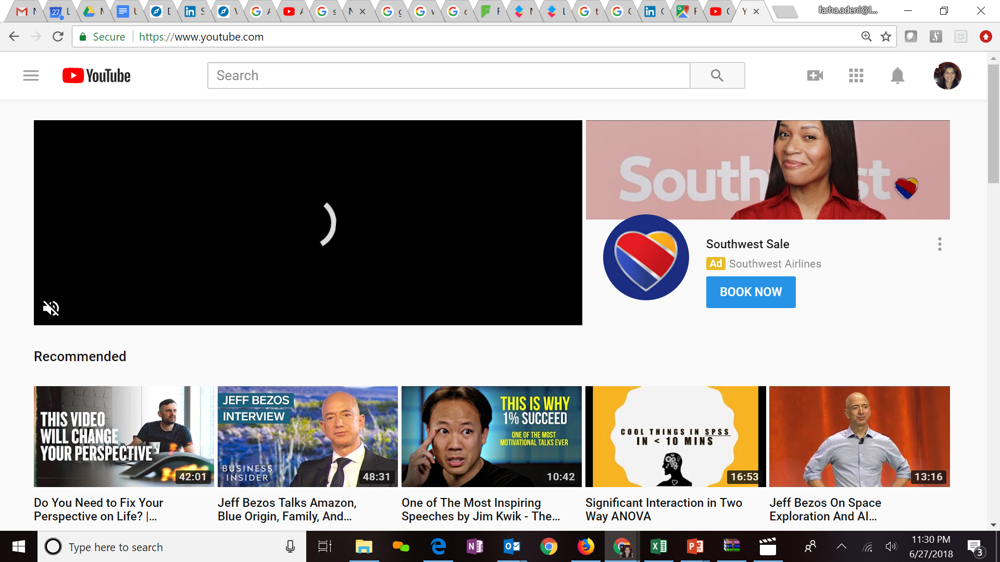 N
27 L
M
U
D
in S
V
G A
A
G s
N
G g
G v
G c
F
N
L
G t
G C
in C
F
C
Y
farha.adeni@l...
Secure https://www.youtube.com
YouTube
Search
Southwest Sale
Ad Southwest Airlines
BOOK NOW
Recommended
THIS VIDEO
WILL CHANGE
YOUR PERSPECTIVE
42:01
JEFF BEZOS
INTERVIEW
BUSINESS
INSIDER
48:31
THIS IS WHY
1% SUCCEED
ONE OF THE MOST
MOTIVATIONAL TALKS EVER
10:42
COOL THINGS IN SPSS
IN < 10 MINS
16:53
13:16
Do You Need to Fix Your
Perspective on Life? |...
Jeff Bezos Talks Amazon,
Blue Origin, Family, And...
One of The Most Inspiring
Speeches by Jim Kwik - The...
Significant Interaction in Two
Way ANOVA
Jeff Bezos On Space
Exploration And AI...
Type here to search
11:30 PM
6/27/2018
3